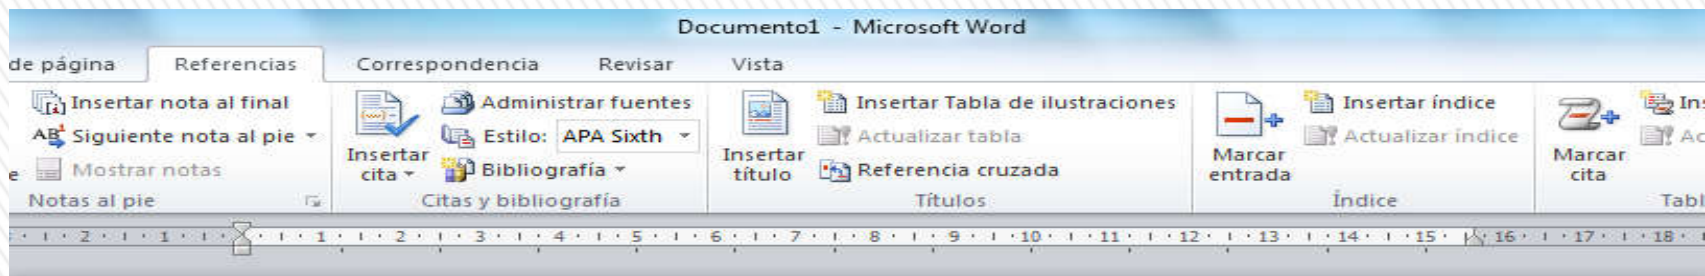 Documento1 - Microsoft Word
de página Referencias Correspondencia Revisar Vista
Insertar nota al final
AB Siguiente nota al pie
Mostrar notas
Notas al pie
Insertar cita
Administrar fuentes
Estilo: APA Sixth
Bibliografía
Citas y bibliografía
Insertar título
Insertar Tabla de ilustraciones
Actualizar tabla
Referencia cruzada
Títulos
Marcar entrada
Insertar índice
Actualizar índice
Índice
Marcar cita
2 1 1 2 3 4 5 6 7 8 9 10 11 12 13 14 15 16 17 18